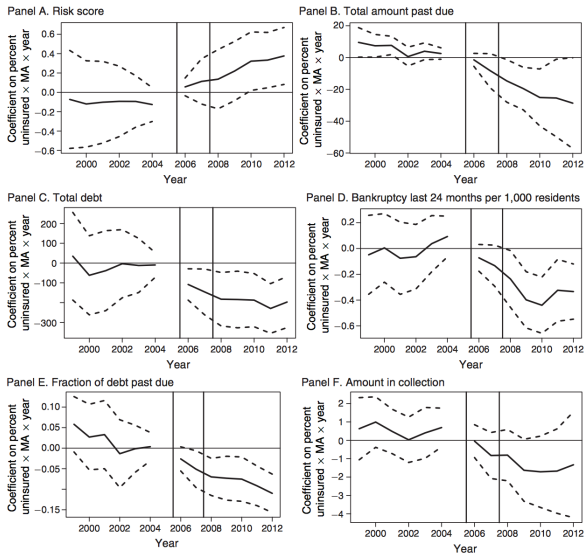 Panel A. Risk score
Coefficient on percent
uninsured × MA × year
0.6
0.4
0.2
0.0
−0.4
−0.6
2000 2002 2004 2006 2008 2010 2012
Year
Panel B. Total amount past due
Coefficient on percent
uninsured × MA × year
20
0
−20
−60
2000 2002 2004 2006 2008 2010 2012
Year
Panel C. Total debt
Coefficient on percent
uninsured × MA × year
200
100
0
−100
−300
2000 2002 2004 2006 2008 2010 2012
Year
Panel D. Bankruptcy last 24 months per 1,000 residents
Coefficient on percent
uninsured × MA × year
0.2
0.0
−0.2
−0.4
−0.6
2000 2002 2004 2006 2008 2010 2012
Year
Panel E. Fraction of debt past due
Coefficient on percent
uninsured × MA × year
0.10
0.05
0.00
−0.05
−0.15
2000 2002 2004 2006 2008 2010 2012
Year
Panel F. Amount in collection
Coefficient on percent
uninsured × MA × year
2
1
0
−1
−2
−3
−4
2000 2002 2004 2006 2008 2010 2012
Year